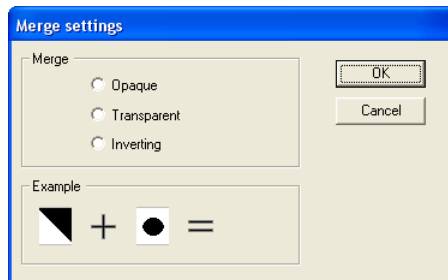 Merge settings
Merge
Opaque
Transparent
Inverting
OK
Cancel
Example
+ =